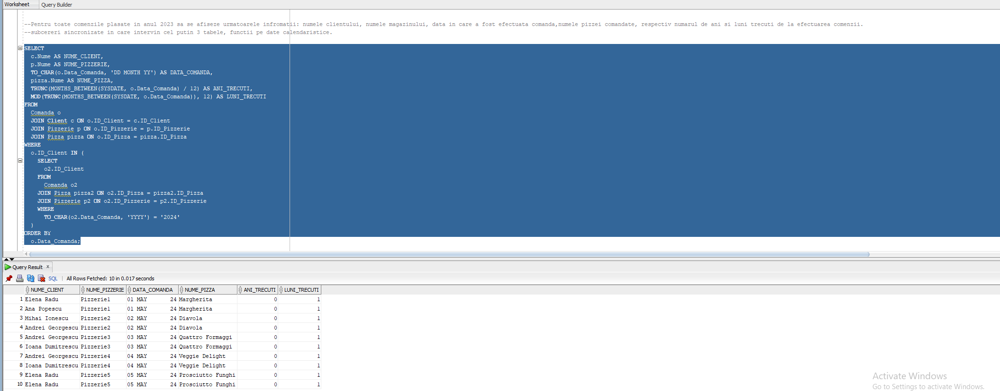 Worksheet Query Builder
--Pentru toate comenzile plasate in anul 2023 sa se afiseze urmatoarele infromatii: numele clientului, numele magazinului, data in care a fost efectuata comanda,numele pizzei comandate, respectiv numarul de ani si luni trecuti de la efectuarea comenzii.
--subcereri sincronizate in care intervin cel putin 3 tabele, functii pe date calendaristice.
SELECT
c.Nume AS NUME_CLIENT,
p.Nume AS NUME_PIZZERIE,
TO_CHAR(o.Data_Comanda, 'DD MONTH YY') AS DATA_COMANDA,
pizza.Nume AS NUME_PIZZA,
TRUNC(MONTHS_BETWEEN(SYSDATE, o.Data_Comanda) / 12) AS ANI_TRECUTI,
MOD(TRUNC(MONTHS_BETWEEN(SYSDATE, o.Data_Comanda)), 12) AS LUNI_TRECUTI
FROM
Comanda o
JOIN Client c ON o.ID_Client = c.ID_Client
JOIN Pizzerie p ON o.ID_Pizzerie = p.ID_Pizzerie
JOIN Pizza pizza ON o.ID_Pizza = pizza.ID_Pizza
WHERE
o.ID_Client IN (
SELECT
o2.ID_Client
FROM
Comanda o2
JOIN Pizza pizza2 ON o2.ID_Pizza = pizza2.ID_Pizza
JOIN Pizzerie p2 ON o2.ID_Pizzerie = p2.ID_Pizzerie
WHERE
TO_CHAR(o2.Data_Comanda, 'YYYY') = '2024'
)
ORDER BY
o.Data_Comanda;
Query Result x
SQL | All Rows Fetched: 10 in 0.017 seconds
NUME_CLIENT NUME_PIZZERIE DATA_COMANDA NUME_PIZZA ANI_TRECUTI LUNI_TRECUTI
1 Elena Radu Pizzerie1 01 MAY 24 Margherita 0 1
2 Ana Popescu Pizzerie1 01 MAY 24 Margherita 0 1
3 Mihai Ionescu Pizzerie2 02 MAY 24 Diavola 0 1
4 Andrei Georgescu Pizzerie2 02 MAY 24 Diavola 0 1
5 Andrei Georgescu Pizzerie3 03 MAY 24 Quattro Formaggi 0 1
6 Ioana Dumitrescu Pizzerie3 03 MAY 24 Quattro Formaggi 0 1
7 Andrei Georgescu Pizzerie4 04 MAY 24 Veggie Delight 0 1
8 Ioana Dumitrescu Pizzerie4 04 MAY 24 Veggie Delight 0 1
9 Elena Radu Pizzerie5 05 MAY 24 Prosciutto Funghi 0 1
10 Elena Radu Pizzerie5 05 MAY 24 Prosciutto Funghi 0 1
Activate Windows
Go to Settings to activate Windows.